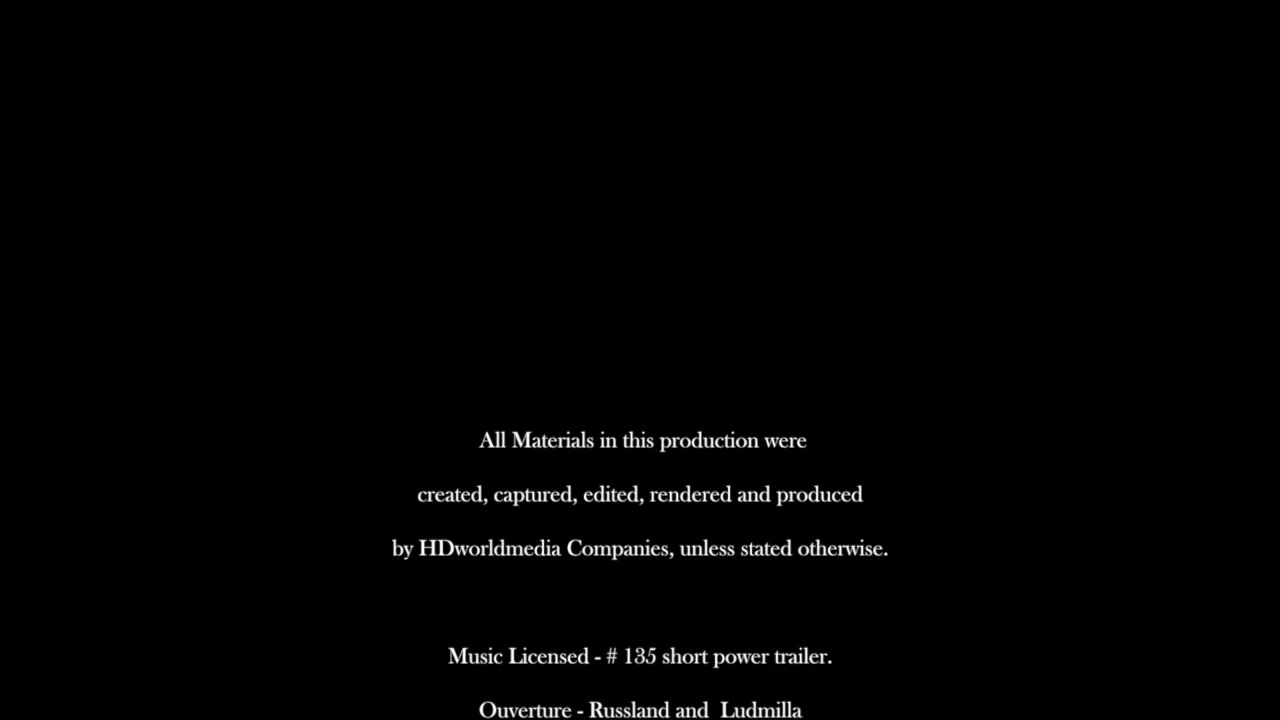 All Materials in this production were
created, captured, edited, rendered and produced
by HDworldmedia Companies, unless stated otherwise.
Music Licensed - # 135 short power trailer.
Ouverture - Russland and  Ludmilla